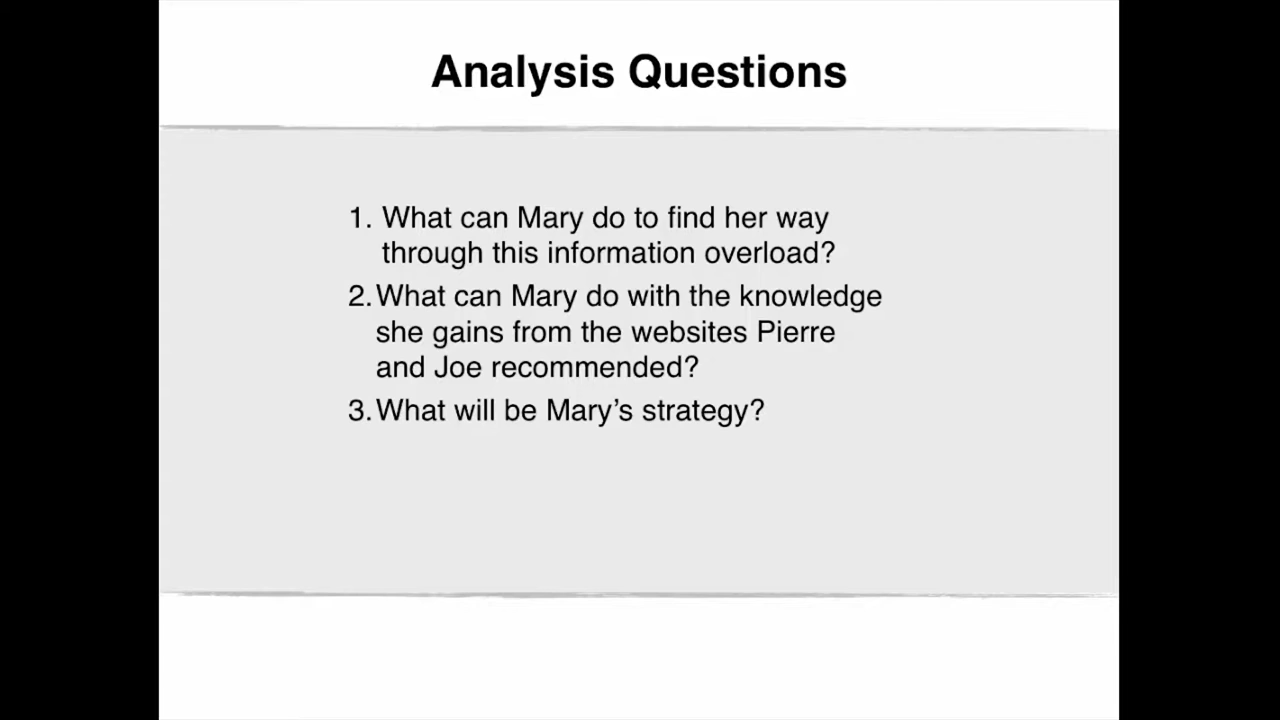 Analysis Questions
1. What can Mary do to find her way
through this information overload?
2. What can Mary do with the knowledge
she gains from the websites Pierre
and Joe recommended?
3. What will be Mary’s strategy?